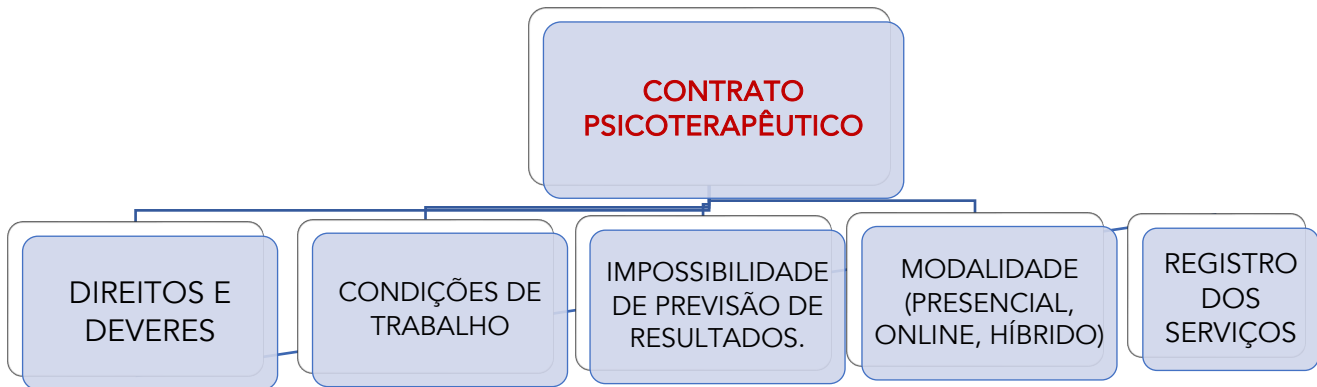 CONTRATO
PSICOTERAPÊUTICO
DIREITOS E
DEVERES
CONDIÇÕES DE
TRABALHO
IMPOSSIBILIDADE
DE PREVISÃO DE
RESULTADOS.
MODALIDADE
(PRESENCIAL,
ONLINE, HÍBRIDO)
REGISTRO
DOS
SERVIÇOS